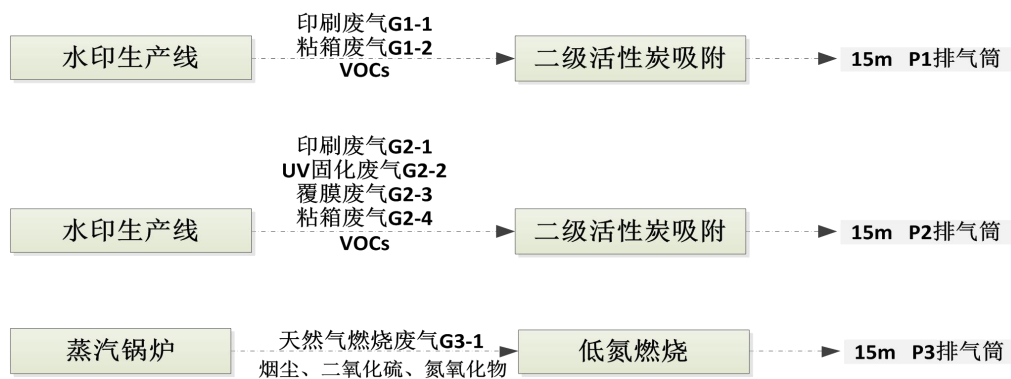 印刷废气G1-1
粘箱废气G1-2
水印生产线
VOCs
二级活性炭吸附
15m P1排气筒
印刷废气G2-1
UV固化废气G2-2
覆膜废气G2-3
粘箱废气G2-4
水印生产线
VOCs
二级活性炭吸附
15m P2排气筒
蒸汽锅炉
天然气燃烧废气G3-1
烟尘、二氧化硫、氮氧化物
低氮燃烧
15m P3排气筒